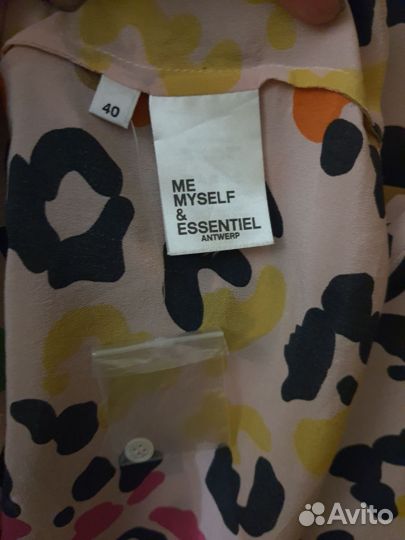 40
ME
MYSELF
&
ESSENTIEL
ANTWERP
Avito